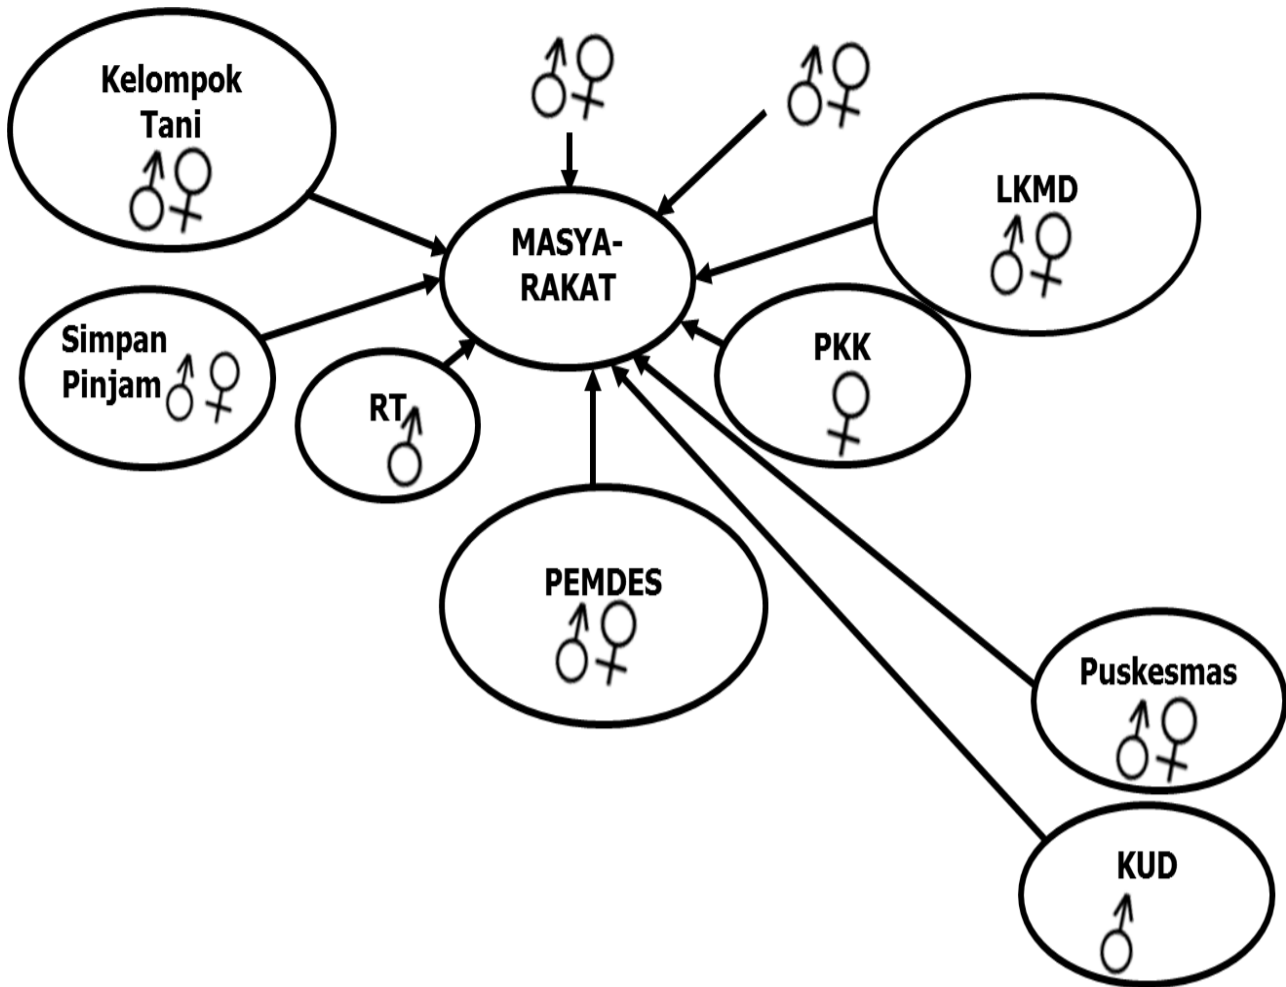 Kelompok
Tani
♂♀
♂♀
♂♀
LKMD
♂♀
MASYA-
RAKAT
Simpan
Pinjam ♂♀
RT
♂
PKK
♀
PEMDES
♂♀
Puskesmas
♂♀
KUD
♂